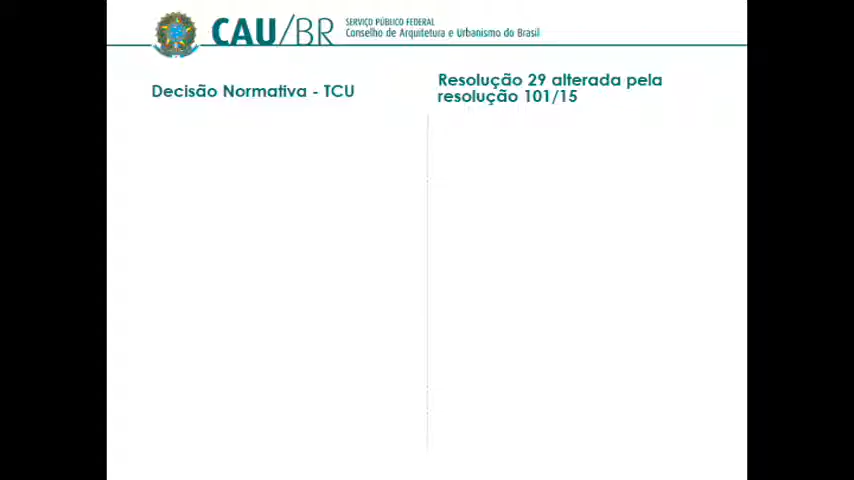 CAU/BR
SERVIÇO PÚBLICO FEDERAL
Conselho de Arquitetura e Urbanismo do Brasil
Decisão Normativa - TCU
Resolução 29 alterada pela
resolução 101/15